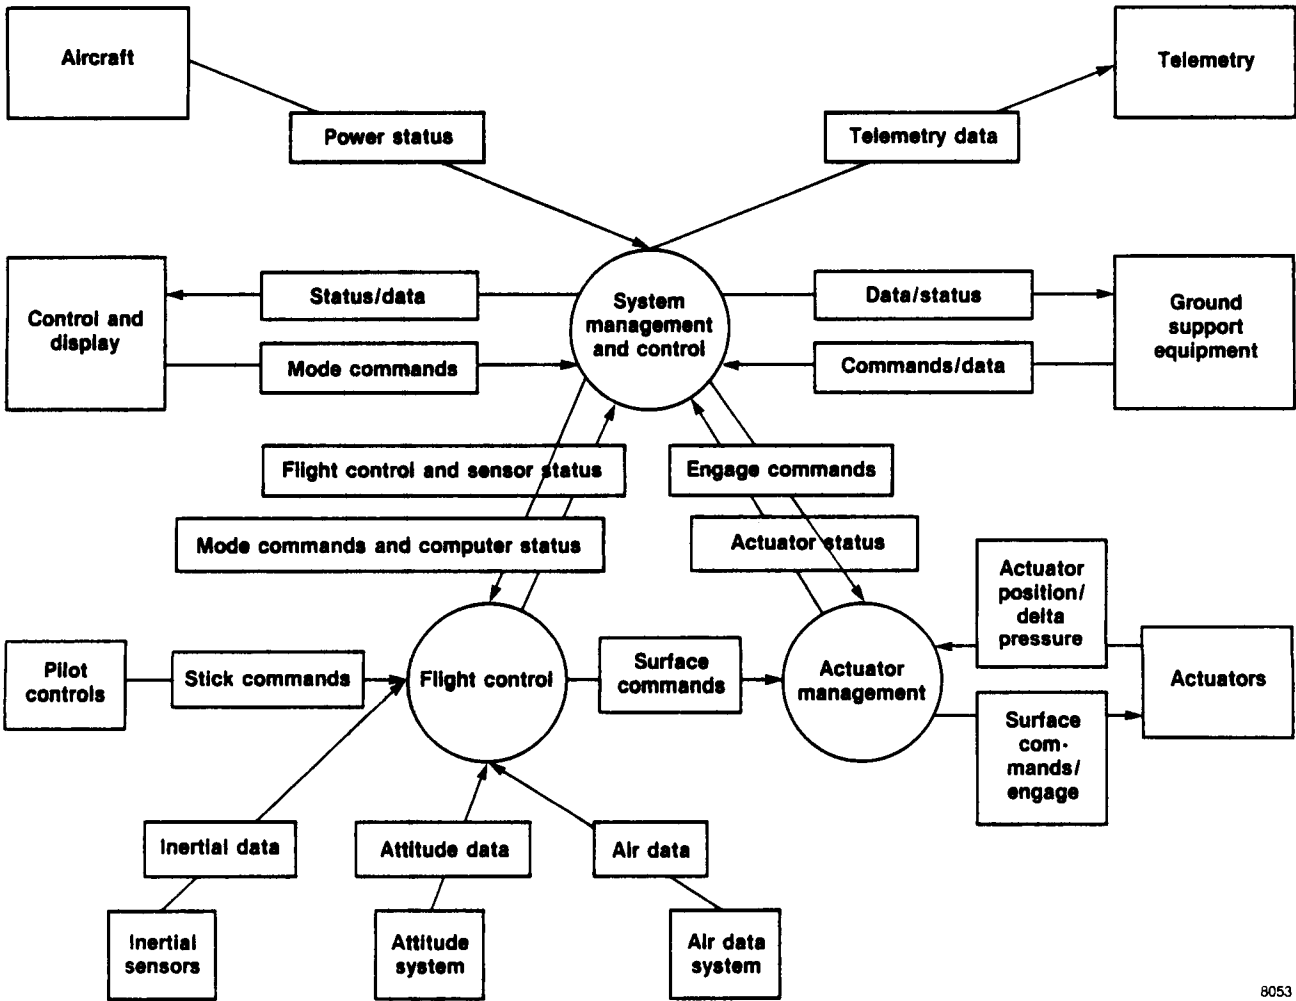 Aircraft
Telemetry
Power status
Telemetry data
Control and
display
Status/data
Mode commands
System
management
and control
Data/status
Commands/data
Ground
support
equipment
Flight control and sensor status
Engage commands
Mode commands and computer status
Actuator status
Actuator
position/
delta
pressure
Pilot
controls
Stick commands
Flight control
Surface
commands
Actuator
management
Actuators
Surface
com-
mands/
engage
Inertial data
Attitude data
Air data
Inertial
sensors
Attitude
system
Air data
system
8053